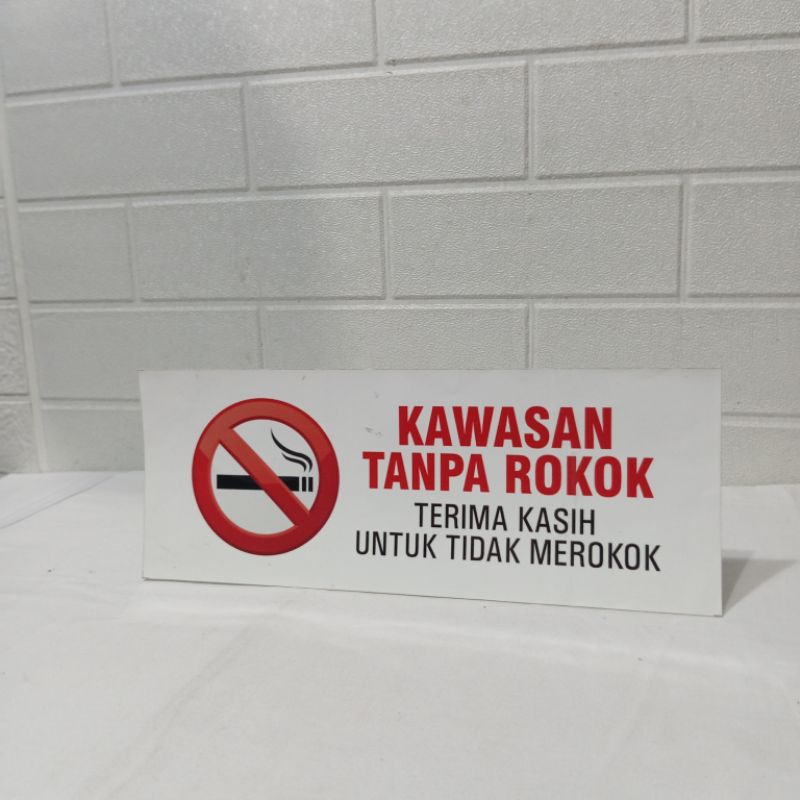 KAWASAN
TANPA ROKOK
TERIMA KASIH
UNTUK TIDAK MEROKOK